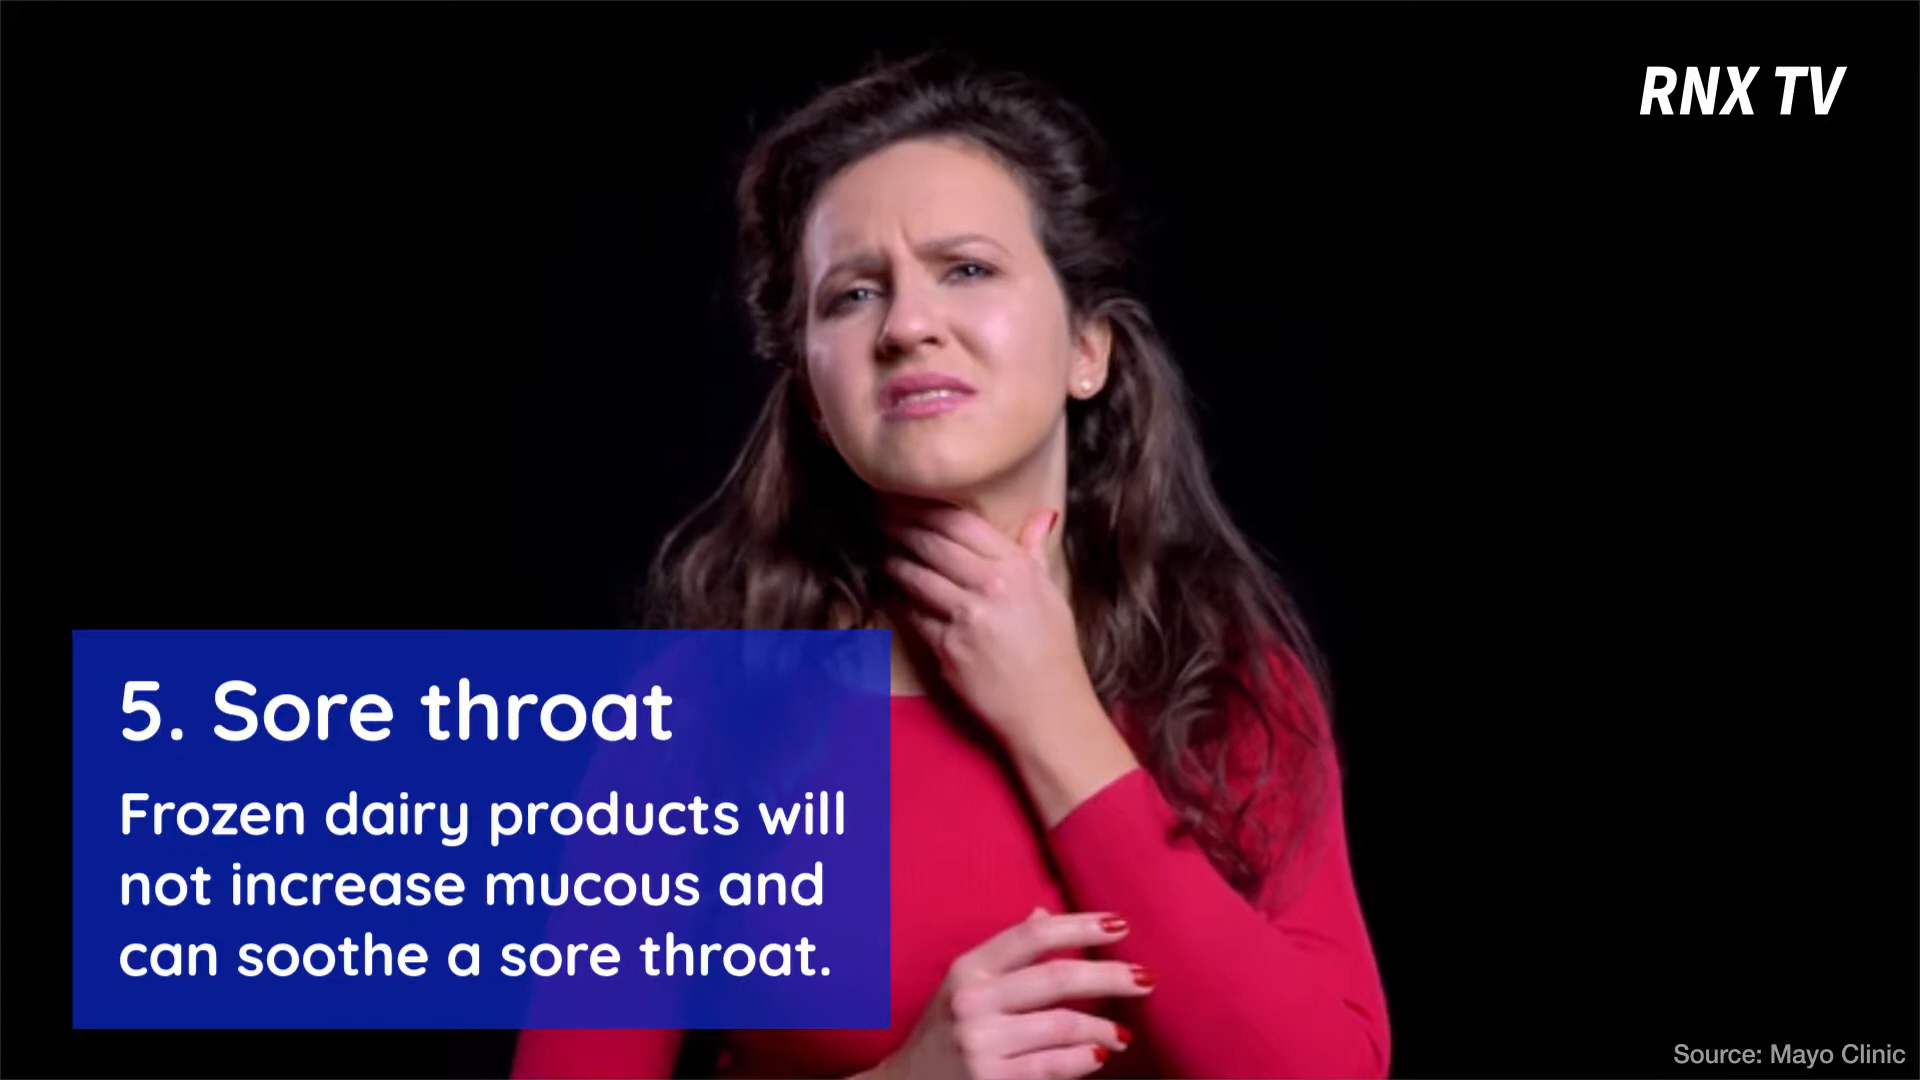 RNX TV
5. Sore throat
Frozen dairy products will
not increase mucous and
can soothe a sore throat.
Source: Mayo Clinic